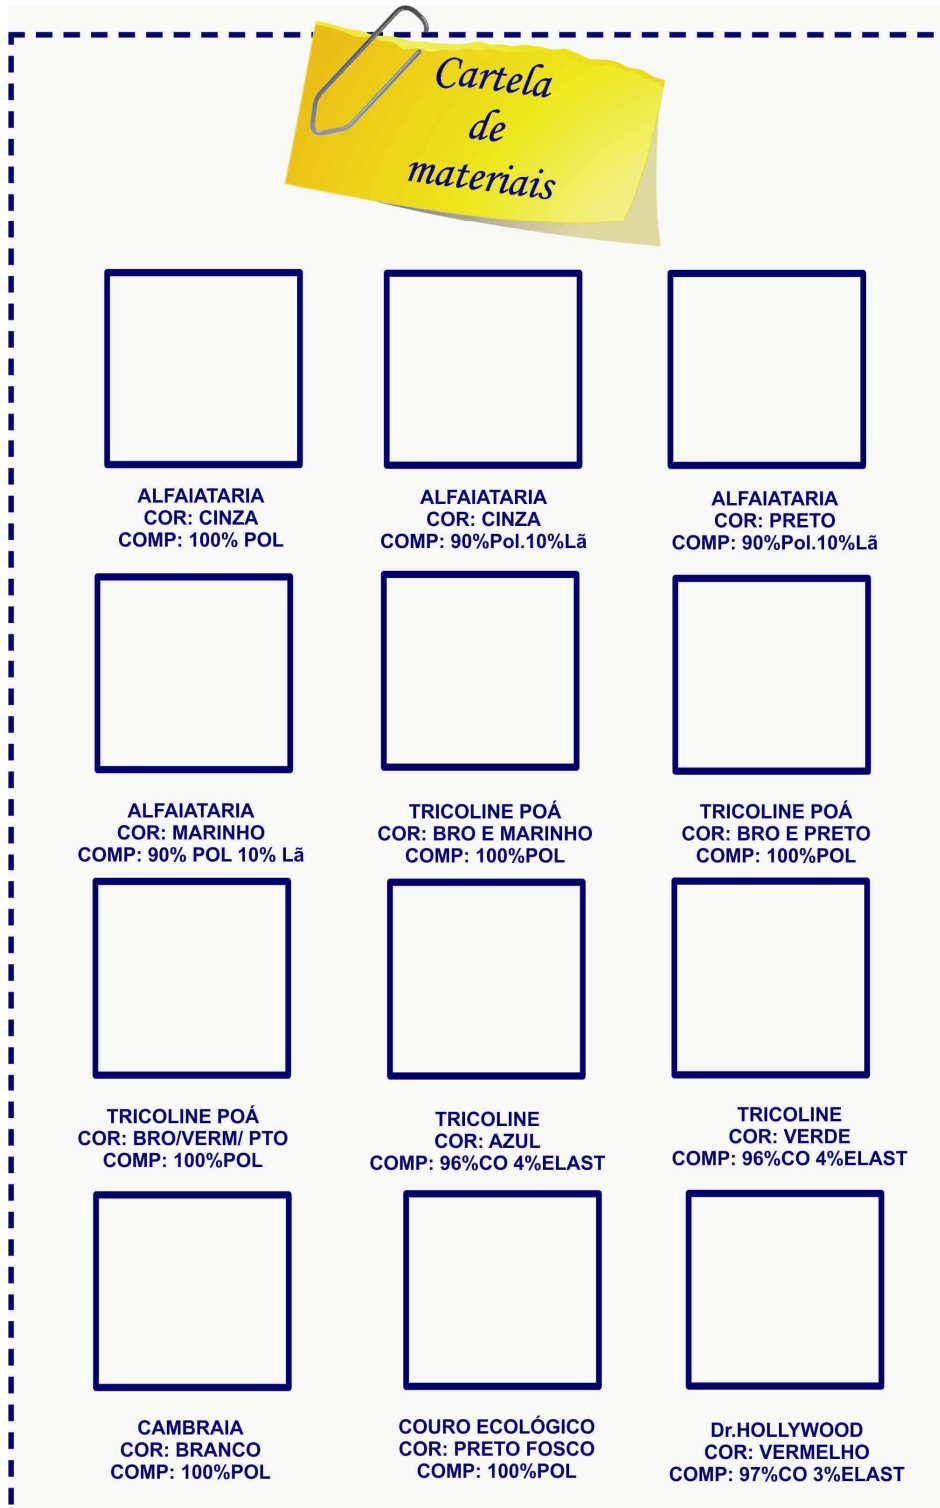 Cartela
de
materiais
ALFAIATARIA
COR: CINZA
COMP: 100% POL
ALFAIATARIA
COR: CINZA
COMP: 90%Pol.10%Lã
ALFAIATARIA
COR: PRETO
COMP: 90%Pol.10%Lã
ALFAIATARIA
COR: MARINHO
COMP: 90% POL 10% Lã
TRICOLINE POÁ
COR: BRO E MARINHO
COMP: 100%POL
TRICOLINE POÁ
COR: BRO E PRETO
COMP: 100%POL
TRICOLINE POÁ
COR: BRO/VERM/ PTO
COMP: 100%POL
TRICOLINE
COR: AZUL
COMP: 96%CO 4%ELAST
TRICOLINE
COR: VERDE
COMP: 96%CO 4%ELAST
CAMBRAIA
COR: BRANCO
COMP: 100%POL
COURO ECOLÓGICO
COR: PRETO FOSCO
COMP: 100%POL
Dr.HOLLYWOOD
COR: VERMELHO
COMP: 97%CO 3%ELAST